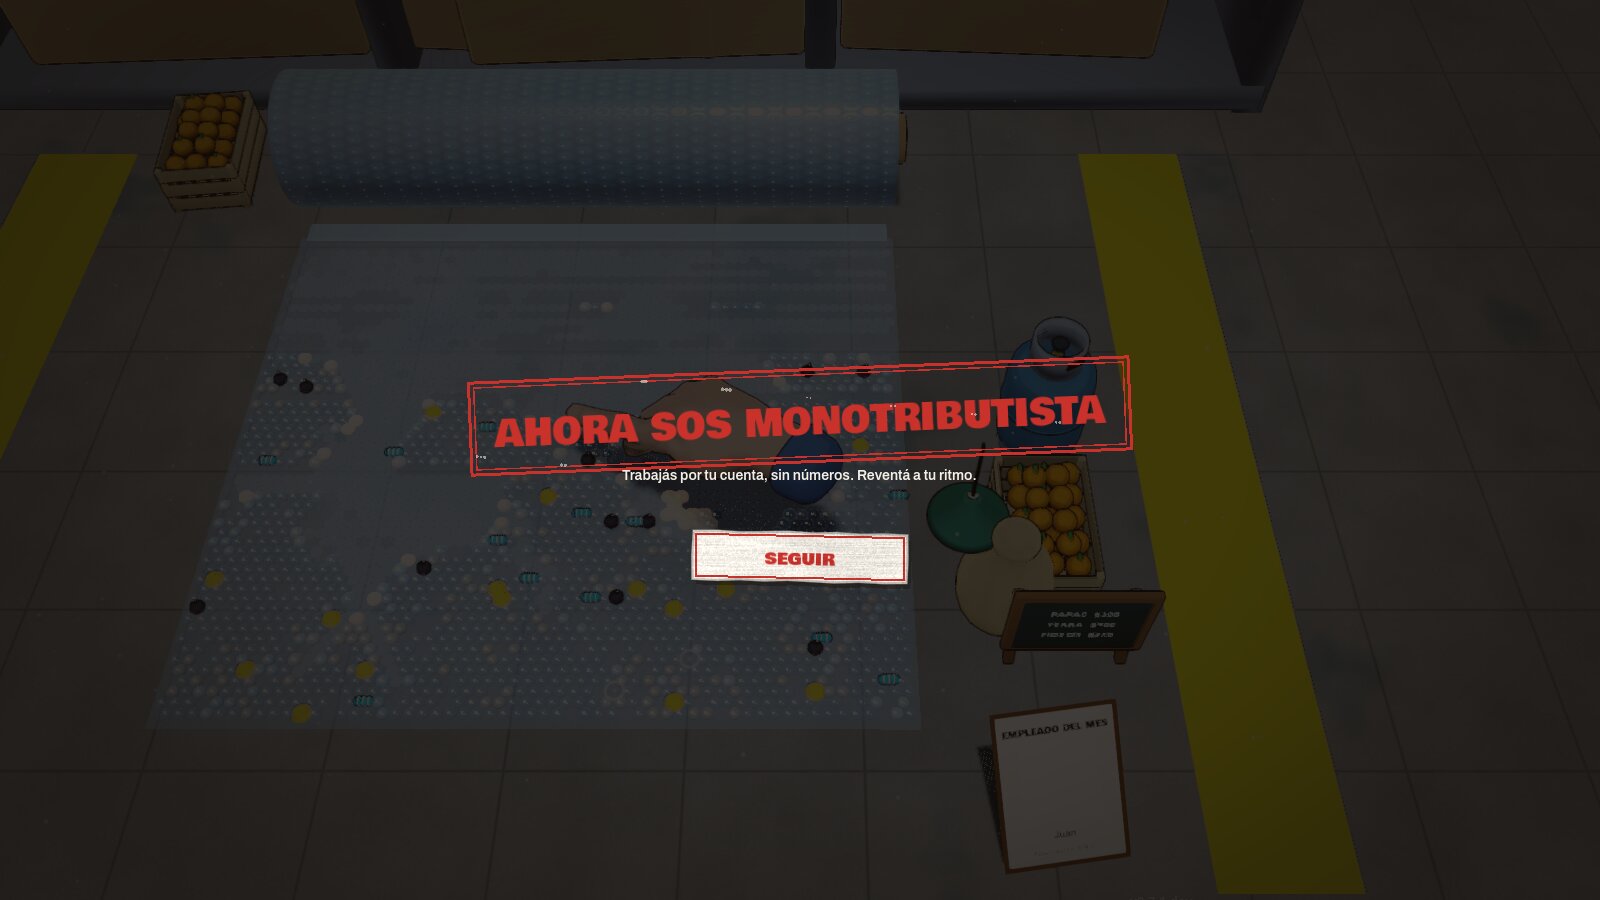 AHORA SOS MONOTRIBUTISTA
Trabajás por tu cuenta, sin números. Reventá a tu ritmo.
SEGUIR
EMPLEADO DEL MES
Juan